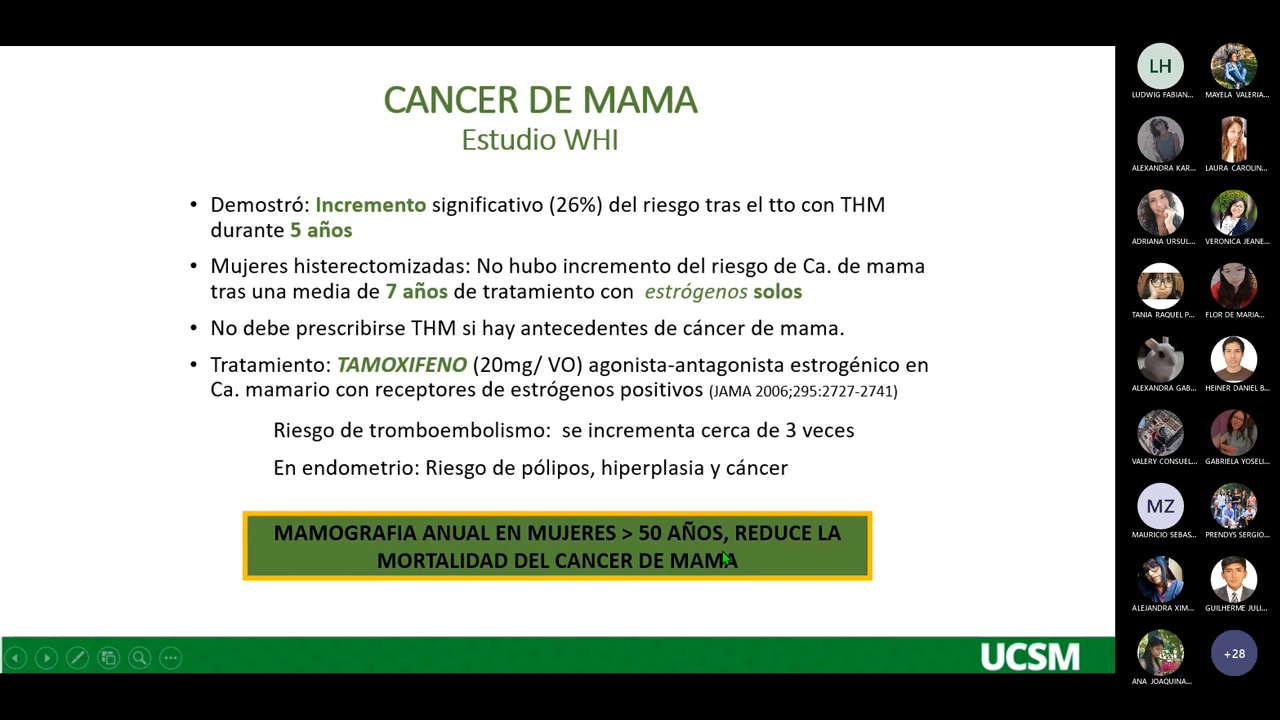 CANCER DE MAMA
Estudio WHI
• Demostró: Incremento significativo (26%) del riesgo tras el tto con THM
durante 5 años
• Mujeres histerectomizadas: No hubo incremento del riesgo de Ca. de mama
tras una media de 7 años de tratamiento con estrógenos solos
• No debe prescribirse THM si hay antecedentes de cáncer de mama.
• Tratamiento: TAMOXIFENO (20mg/ VO) agonista-antagonista estrogénico en
Ca. mamario con receptores de estrógenos positivos (JAMA 2006;295:2727-2741)
Riesgo de tromboembolismo: se incrementa cerca de 3 veces
En endometrio: Riesgo de pólipos, hiperplasia y cáncer
MAMOGRAFIA ANUAL EN MUJERES > 50 AÑOS, REDUCE LA
MORTALIDAD DEL CANCER DE MAMA
UCSM
LH
LUDWIG FABIAN...
MAYELA VALERIA...
ALEXANDRA KAR...
LAURA CAROLIN...
ADRIANA URSUL...
VERONICA JEANE...
TANIA RAQUEL P...
FLOR DE MARIA...
ALEXANDRA GAB...
HEINER DANIEL B...
VALERY CONSUEL...
GABRIELA YOSELI...
MZ
MAURICIO SEBAS...
PRENDYS SERGIO...
ALEJANDRA XIM...
GUILHERME JULI...
ANA JOAQUINA...
+28